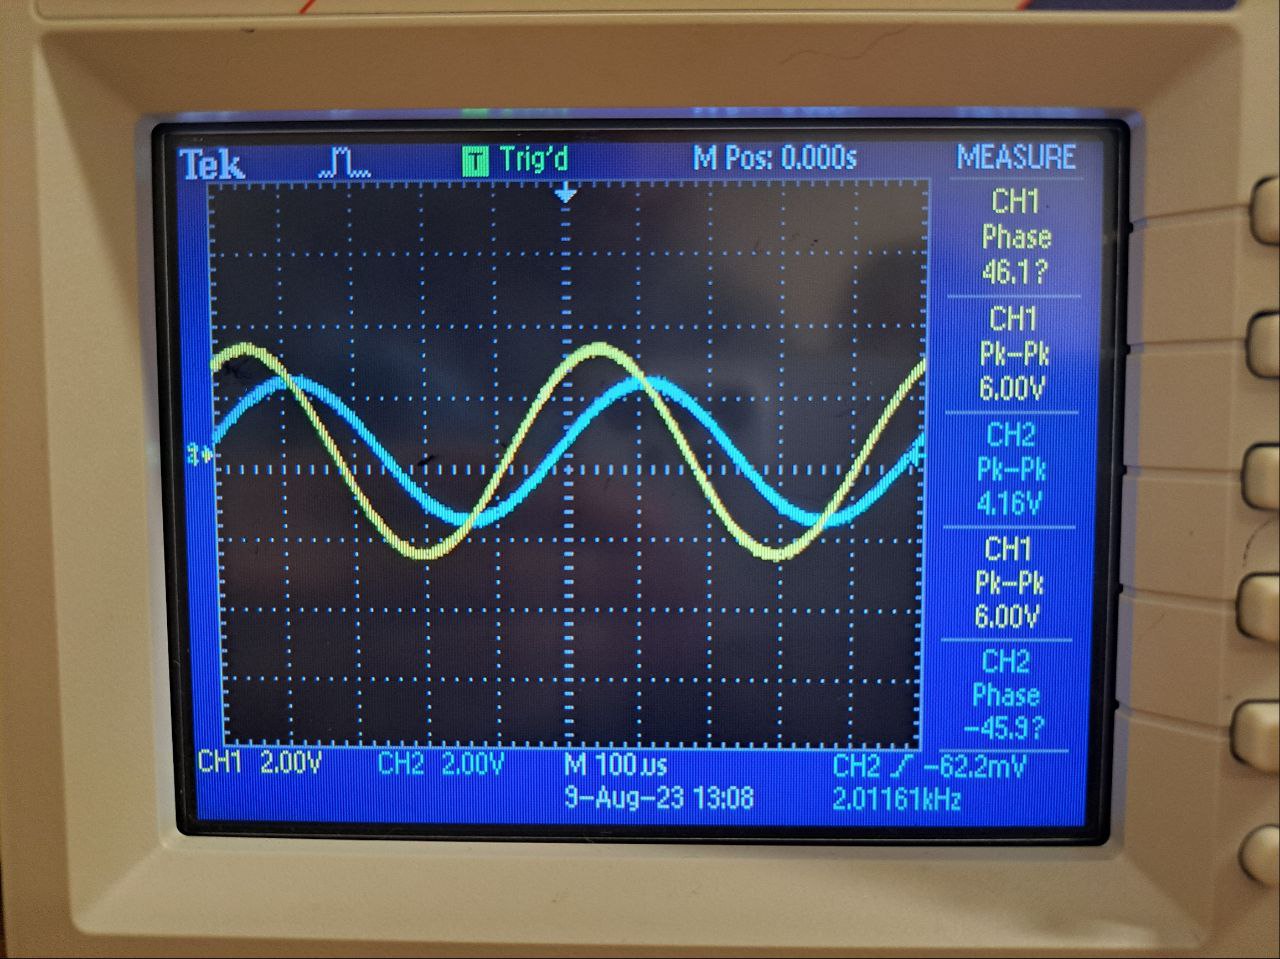 Tek
T Trig'd
M Pos: 0.000s
MEASURE
CH1
Phase
46.1?
CH1
Pk-Pk
6.00V
CH2
Pk-Pk
4.16V
CH1
Pk-Pk
6.00V
CH2
Phase
-45.9?
CH1 2.00V
CH2 2.00V
M 100us
CH2 -62.2mV
9-Aug-23 13:08
2.01161kHz